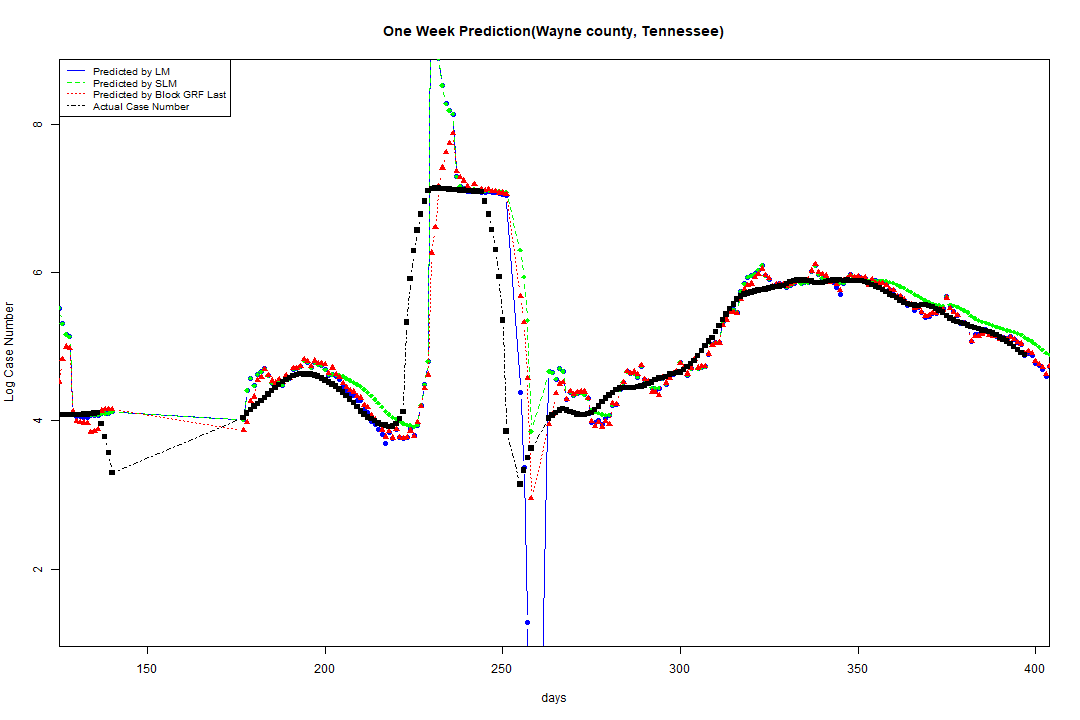 One Week Prediction(Wayne county, Tennessee)
Predicted by LM
Predicted by SLM
Predicted by Block GRF Last
Actual Case Number
8
6
4
2
Log Case Number
150 200 250 300 350 400
days